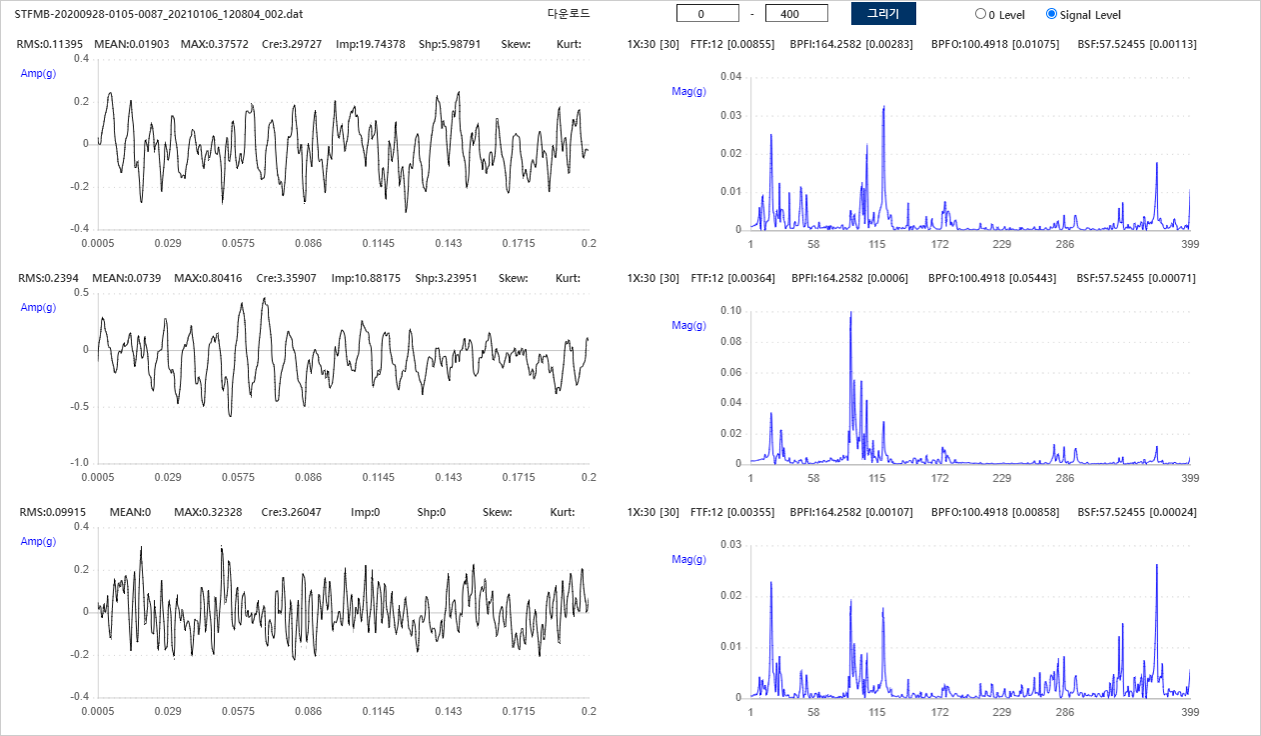 STFMB-20200928-0105-0087_20210106_120804_002.dat 다운로드 0 - 400 그리기 0 Level Signal Level
RMS:0.11395 MEAN:0.01903 MAX:0.37572 Cre:3.29727 Imp:19.74378 Shp:5.98791 Skew: Kurt:
Amp(g)
0.4
0.2
0
-0.2
-0.4
0.0005 0.029 0.0575 0.086 0.1145 0.143 0.1715 0.2
1X:30 [30] FTF:12 [0.00855] BPFI:164.2582 [0.00283] BPFO:100.4918 [0.01075] BSF:57.52455 [0.00113]
Mag(g)
0.04
0.03
0.02
0.01
0
1 58 115 172 229 286 399
RMS:0.2394 MEAN:0.0739 MAX:0.80416 Cre:3.35907 Imp:10.88175 Shp:3.23951 Skew: Kurt:
Amp(g)
0.5
0
-0.5
-1.0
0.0005 0.029 0.0575 0.086 0.1145 0.143 0.1715 0.2
1X:30 [30] FTF:12 [0.00364] BPFI:164.2582 [0.0006] BPFO:100.4918 [0.05443] BSF:57.52455 [0.00071]
Mag(g)
0.10
0.08
0.06
0.04
0.02
0
1 58 115 172 229 286 399
RMS:0.09915 MEAN:0 MAX:0.32328 Cre:3.26047 Imp:0 Shp:0 Skew: Kurt:
Amp(g)
0.4
0.2
0
-0.2
-0.4
0.0005 0.029 0.0575 0.086 0.1145 0.143 0.1715 0.2
1X:30 [30] FTF:12 [0.00355] BPFI:164.2582 [0.00107] BPFO:100.4918 [0.00858] BSF:57.52455 [0.00024]
Mag(g)
0.03
0.02
0.01
0
1 58 115 172 229 286 399